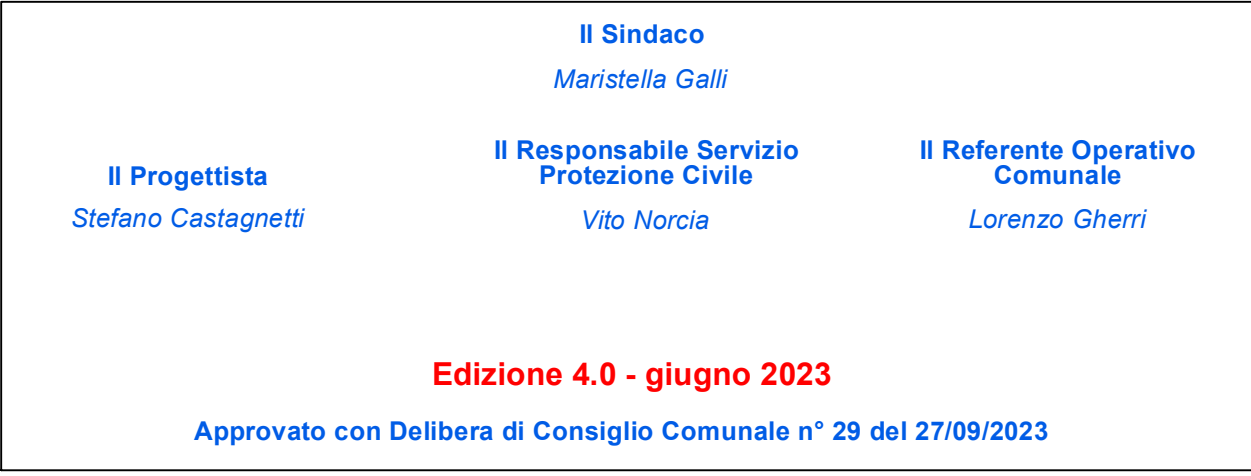 Il Sindaco
Maristella Galli
Il Progettista
Stefano Castagnetti
Il Responsabile Servizio
Protezione Civile
Vito Norcia
Il Referente Operativo
Comunale
Lorenzo Gherri
Edizione 4.0 - giugno 2023
Approvato con Delibera di Consiglio Comunale n° 29 del 27/09/2023